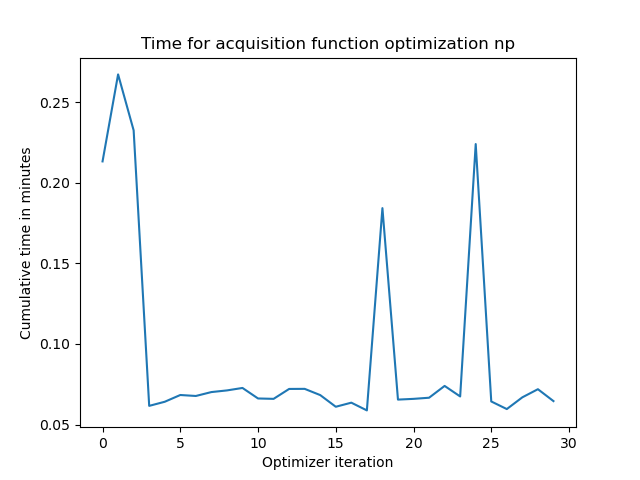 Time for acquisition function optimization np
Cumulative time in minutes
0.25
0.20
0.15
0.10
0.05
0 5 10 15 20 25 30
Optimizer iteration